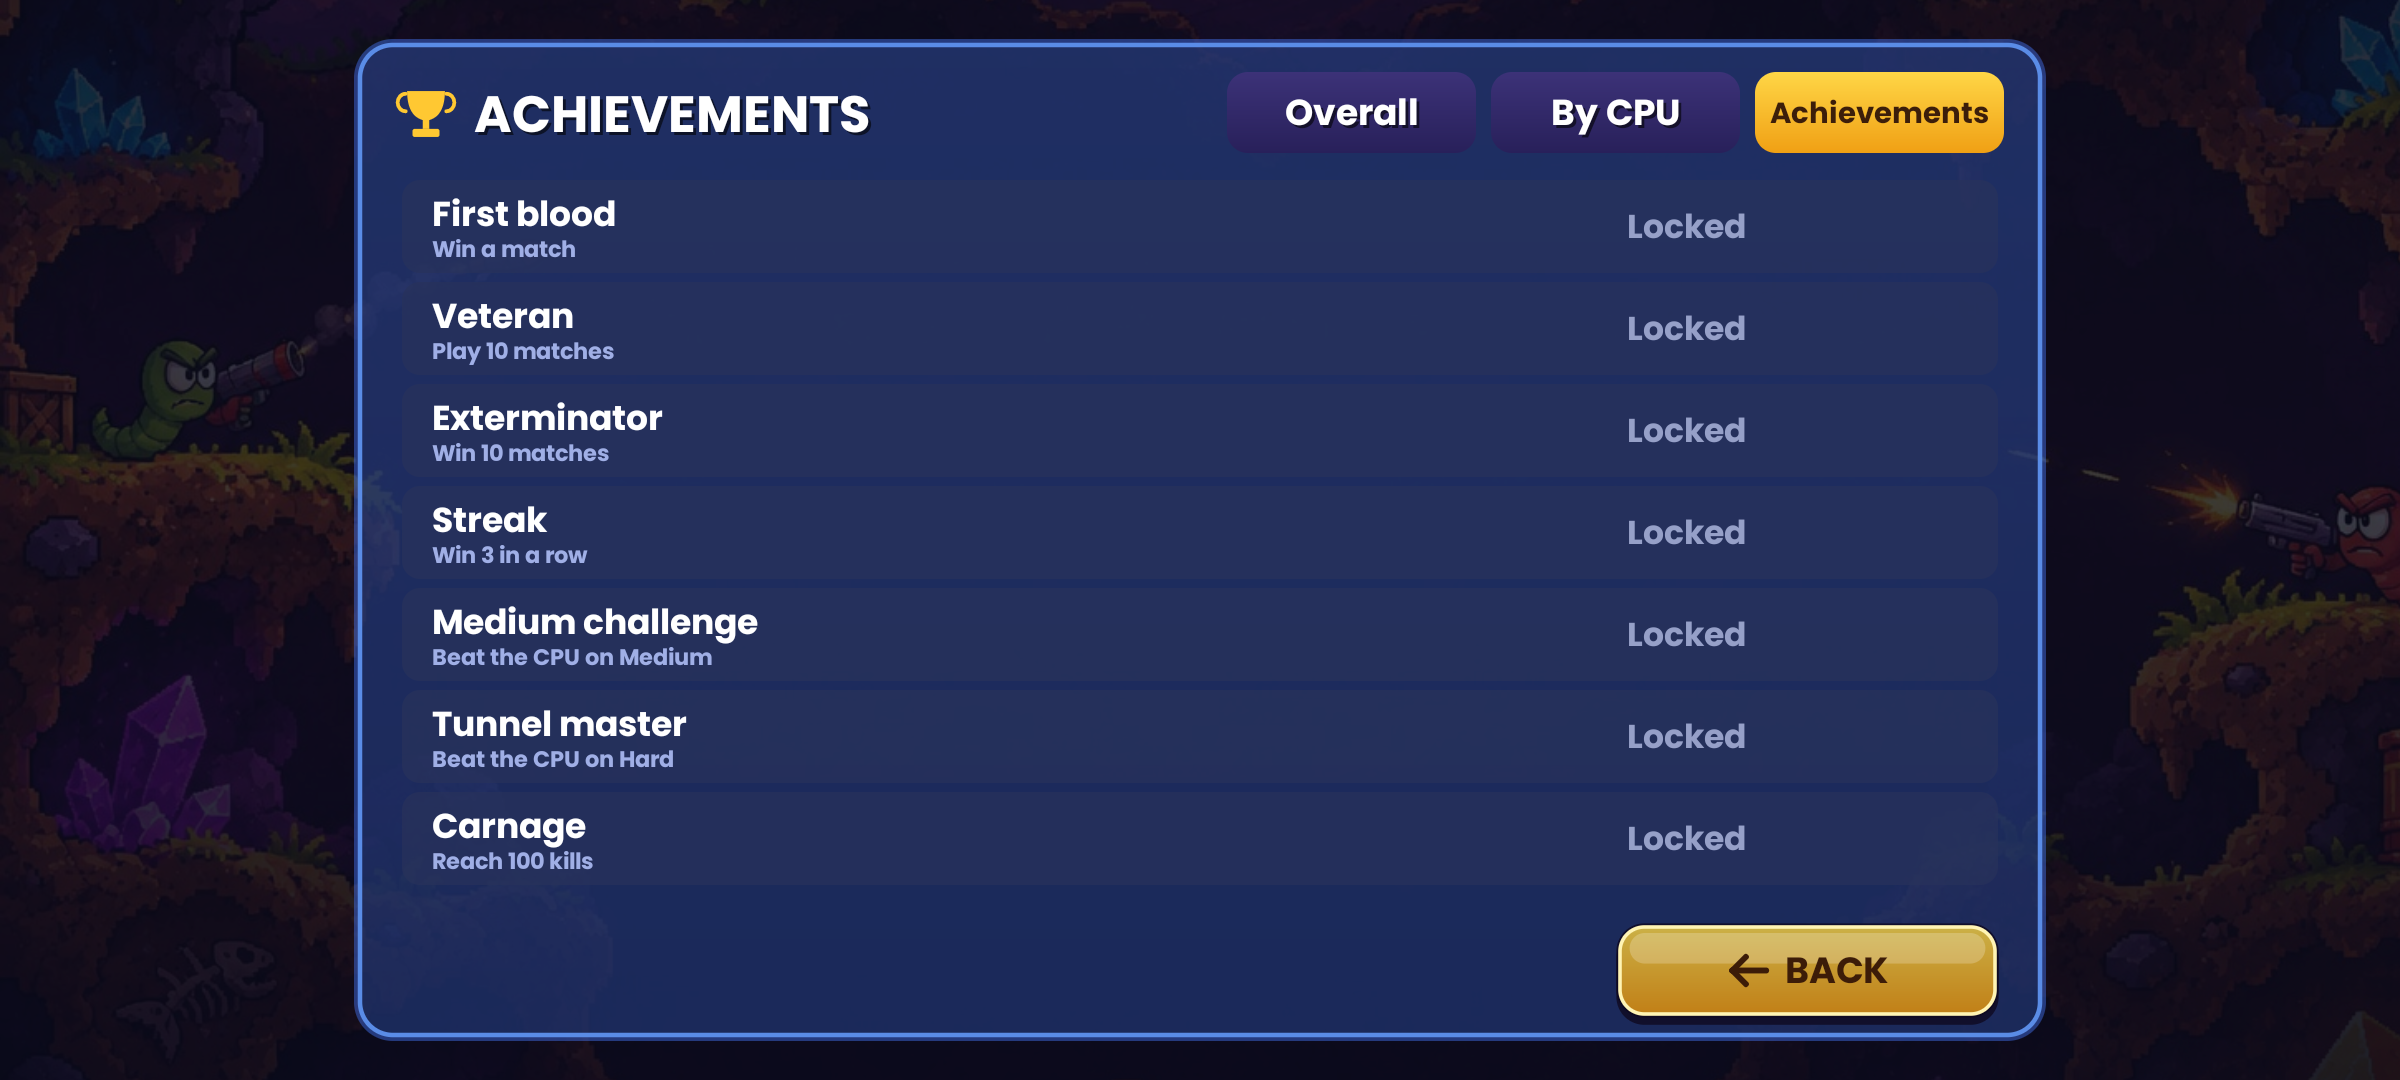 ACHIEVEMENTS
Overall
By CPU
Achievements
First blood
Win a match
Locked
Veteran
Play 10 matches
Locked
Exterminator
Win 10 matches
Locked
Streak
Win 3 in a row
Locked
Medium challenge
Beat the CPU on Medium
Locked
Tunnel master
Beat the CPU on Hard
Locked
Carnage
Reach 100 kills
Locked
BACK